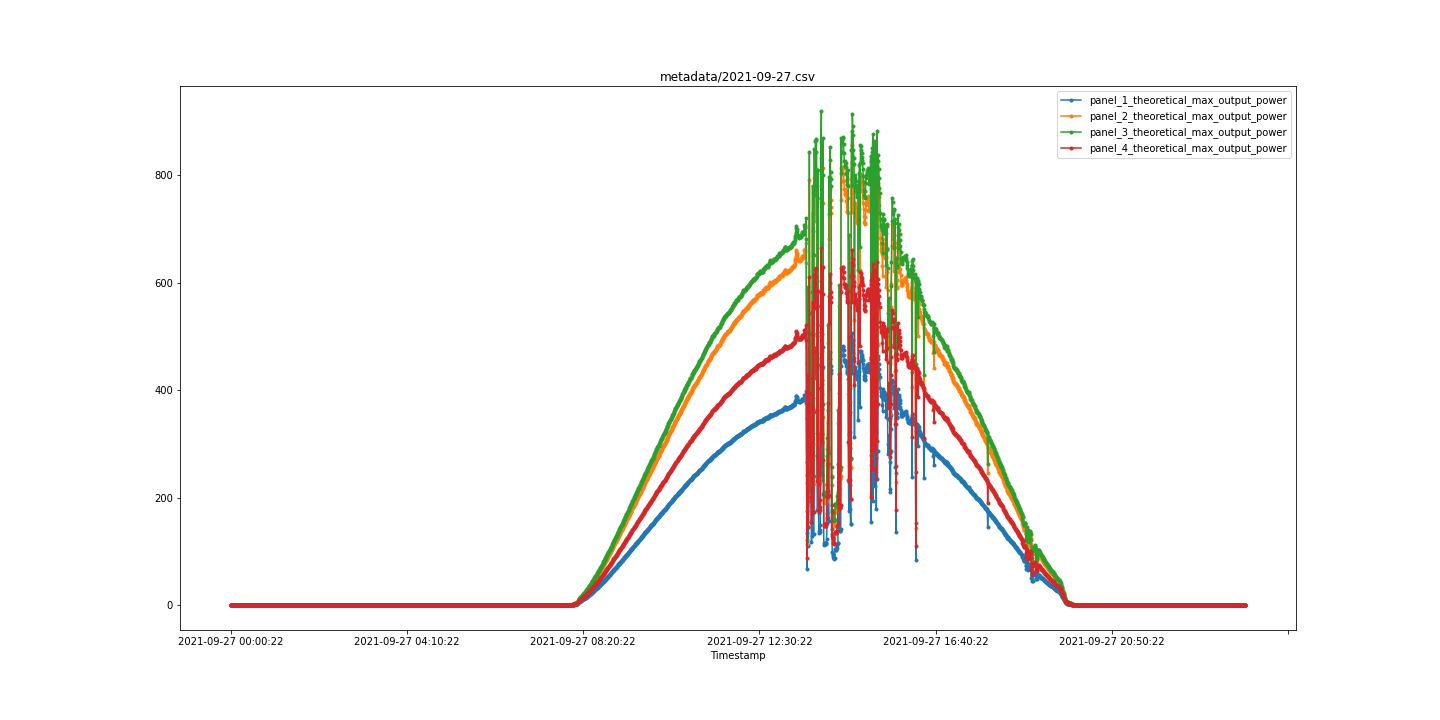 metadata/2021-09-27.csv
panel_1_theoretical_max_output_power
panel_2_theoretical_max_output_power
panel_3_theoretical_max_output_power
panel_4_theoretical_max_output_power
800
600
400
200
0
2021-09-27 00:00:22 2021-09-27 04:10:22 2021-09-27 08:20:22 2021-09-27 12:30:22 2021-09-27 16:40:22 2021-09-27 20:50:22
Timestamp